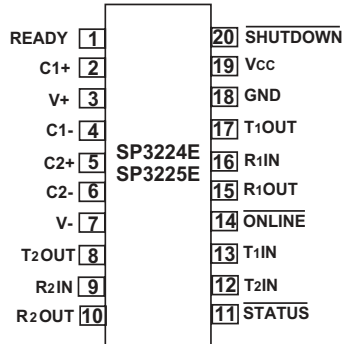 READY 1 20 SHUTDOWN
C1+ 2 19 VCC
V+ 3 18 GND
C1- 4 17 T1OUT
C2+ 5 SP3224E 16 R1IN
C2- 6 SP3225E 15 R1OUT
V- 7 14 ONLINE
T2OUT 8 13 T1IN
R2IN 9 12 T2IN
R2OUT 10 11 STATUS